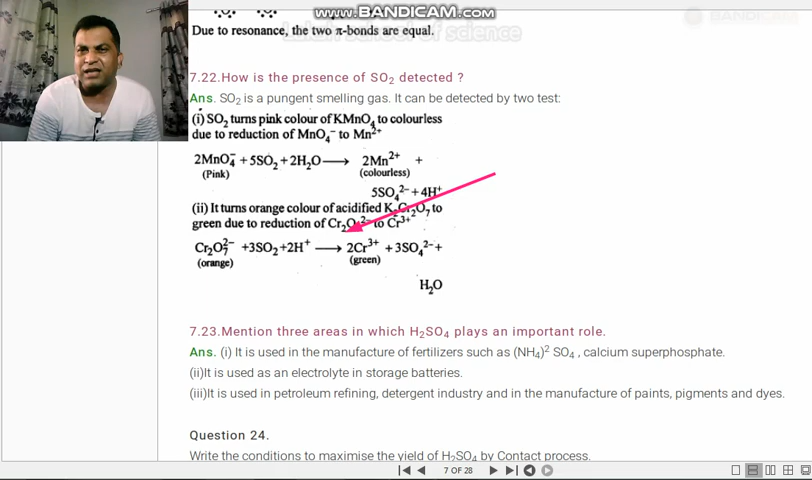 www.BANDICAM.com
BANDICAM
Due to resonance, the two π-bonds are equal.
7.22.How is the presence of SO₂ detected ?
Ans. SO₂ is a pungent smelling gas. It can be detected by two test:
(i) SO₂ turns pink colour of KMnO₄ to colourless
due to reduction of MnO₄⁻ to Mn²⁺
2MnO₄⁻ + 5SO₂ + 2H₂O ⟶ 2Mn²⁺ +
(Pink) (colourless)
5SO₄²⁻ + 4H⁺
(ii) It turns orange colour of acidified K₂Cr₂O₇ to
green due to reduction of Cr₂O₇²⁻ to Cr³⁺
Cr₂O₇²⁻ +3SO₂+2H⁺ ⟶ 2Cr³⁺ + 3SO₄²⁻ +
(orange) (green)
H₂O
7.23.Mention three areas in which H₂SO₄ plays an important role.
Ans. (i) It is used in the manufacture of fertilizers such as (NH₄)² SO₄ , calcium superphosphate.
(ii)It is used as an electrolyte in storage batteries.
(iii)It is used in petroleum refining, detergent industry and in the manufacture of paints, pigments and dyes.
Question 24.
Write the conditions to maximise the yield of H₂SO₄ by Contact process.
7 OF 28